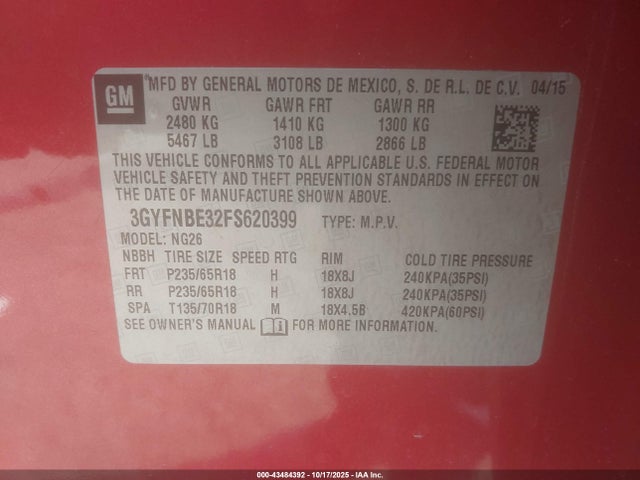 GM
MFD BY GENERAL MOTORS DE MEXICO, S. DE R.L. DE C.V. 04/15
GVWR GAWR FRT GAWR RR
2480 KG 1410 KG 1300 KG
5467 LB 3108 LB 2866 LB
THIS VEHICLE CONFORMS TO ALL APPLICABLE U.S. FEDERAL MOTOR
VEHICLE SAFETY AND THEFT PREVENTION STANDARDS IN EFFECT ON
THE DATE OF MANUFACTURE SHOWN ABOVE.
3GYFNBE32FS620399 TYPE: M.P.V.
MODEL: NG26
NBBH TIRE SIZE SPEED RTG RIM COLD TIRE PRESSURE
FRT P235/65R18 H 18X8J 240KPA(35PSI)
RR P235/65R18 H 18X8J 240KPA(35PSI)
SPA T135/70R18 M 18X4.5B 420KPA(60PSI)
SEE OWNER'S MANUAL FOR MORE INFORMATION.
000-43484392 - 10/17/2025 - IAA Inc.